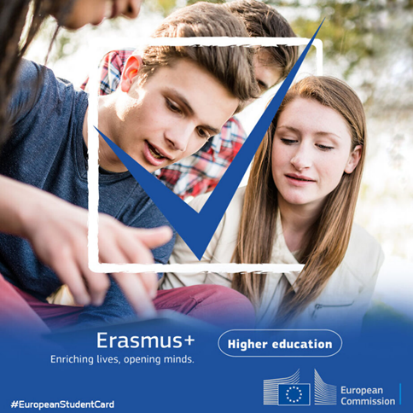 Erasmus+
Enriching lives, opening minds.
Higher education
European
Commission
#EuropeanStudentCard